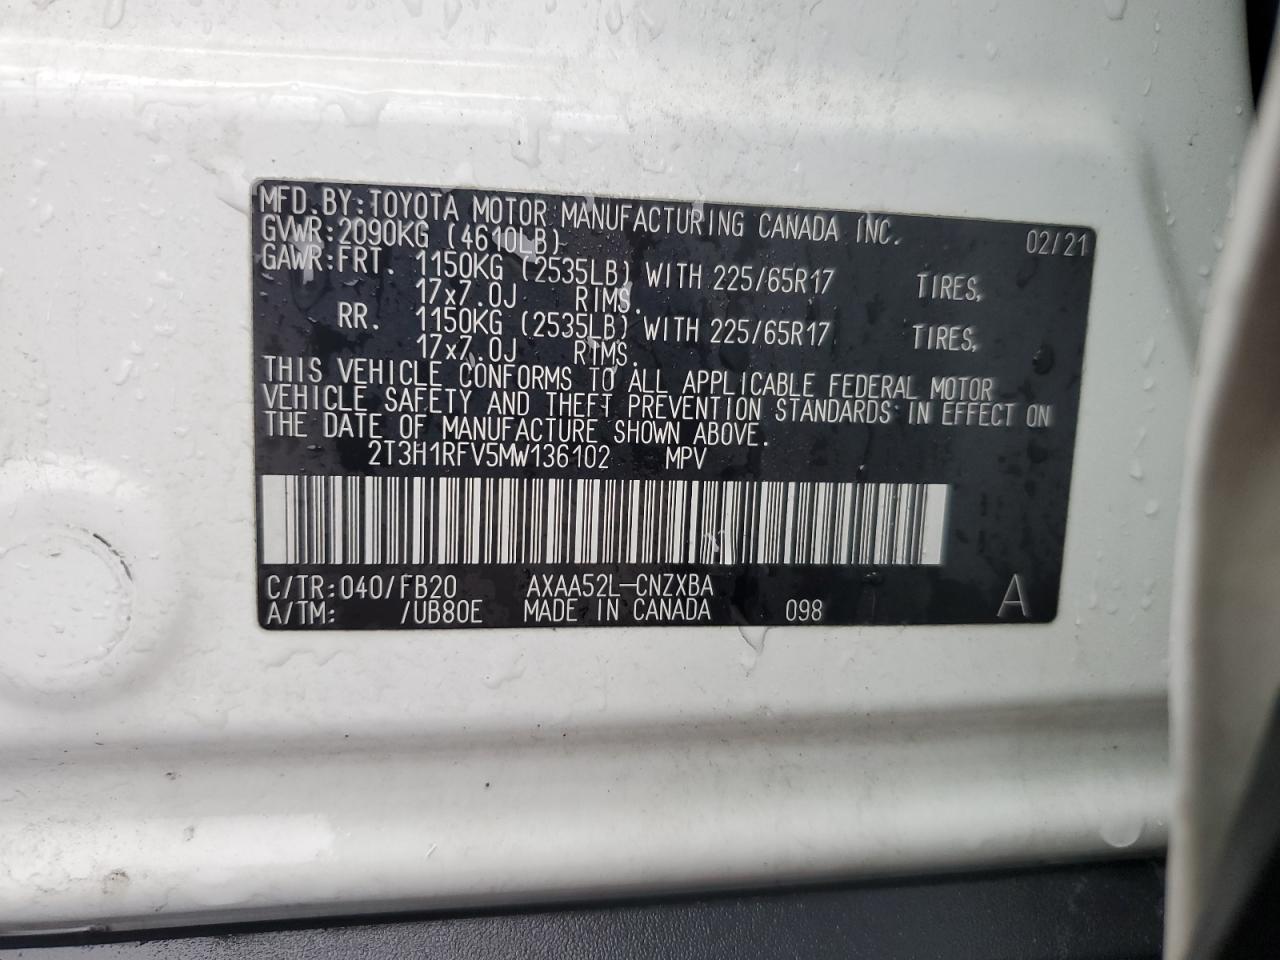 MFD. BY: TOYOTA MOTOR MANUFACTURING CANADA INC. 02/21
GVWR: 2090KG (4610LB)
GAWR: FRT. 1150KG (2535LB) WITH 225/65R17 TIRES,
17x7.0J RIMS.
RR. 1150KG (2535LB) WITH 225/65R17 TIRES,
17x7.0J RIMS.
THIS VEHICLE CONFORMS TO ALL APPLICABLE FEDERAL MOTOR
VEHICLE SAFETY AND THEFT PREVENTION STANDARDS IN EFFECT ON
THE DATE OF MANUFACTURE SHOWN ABOVE.
2T3H1RFV5MW136102 MPV
C/TR: 040/FB20 AXAA52L-CNZXBA
A/TM: /UB80E MADE IN CANADA 098 A